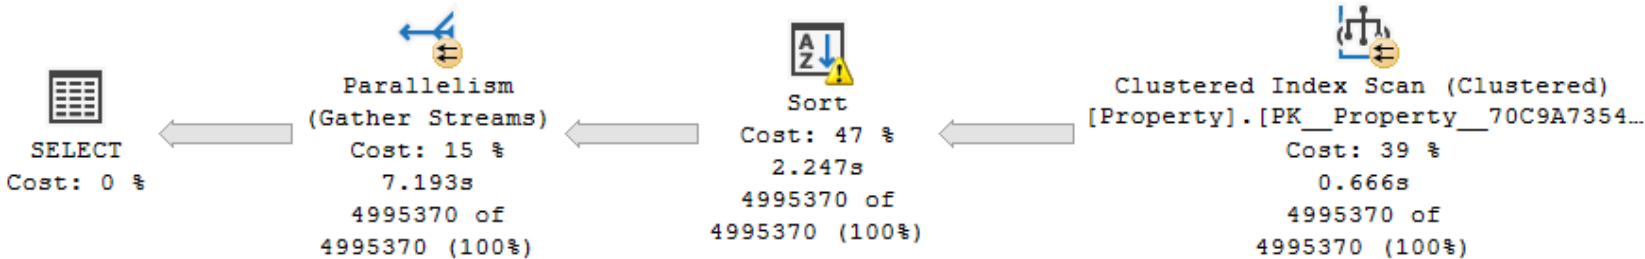 SELECT
Cost: 0 %
Parallelism
(Gather Streams)
Cost: 15 %
7.193s
4995370 of
4995370 (100%)
A
Z
Sort
Cost: 47 %
2.247s
4995370 of
4995370 (100%)
Clustered Index Scan (Clustered)
[Property].[PK__Property__70C9A7354…
Cost: 39 %
0.666s
4995370 of
4995370 (100%)